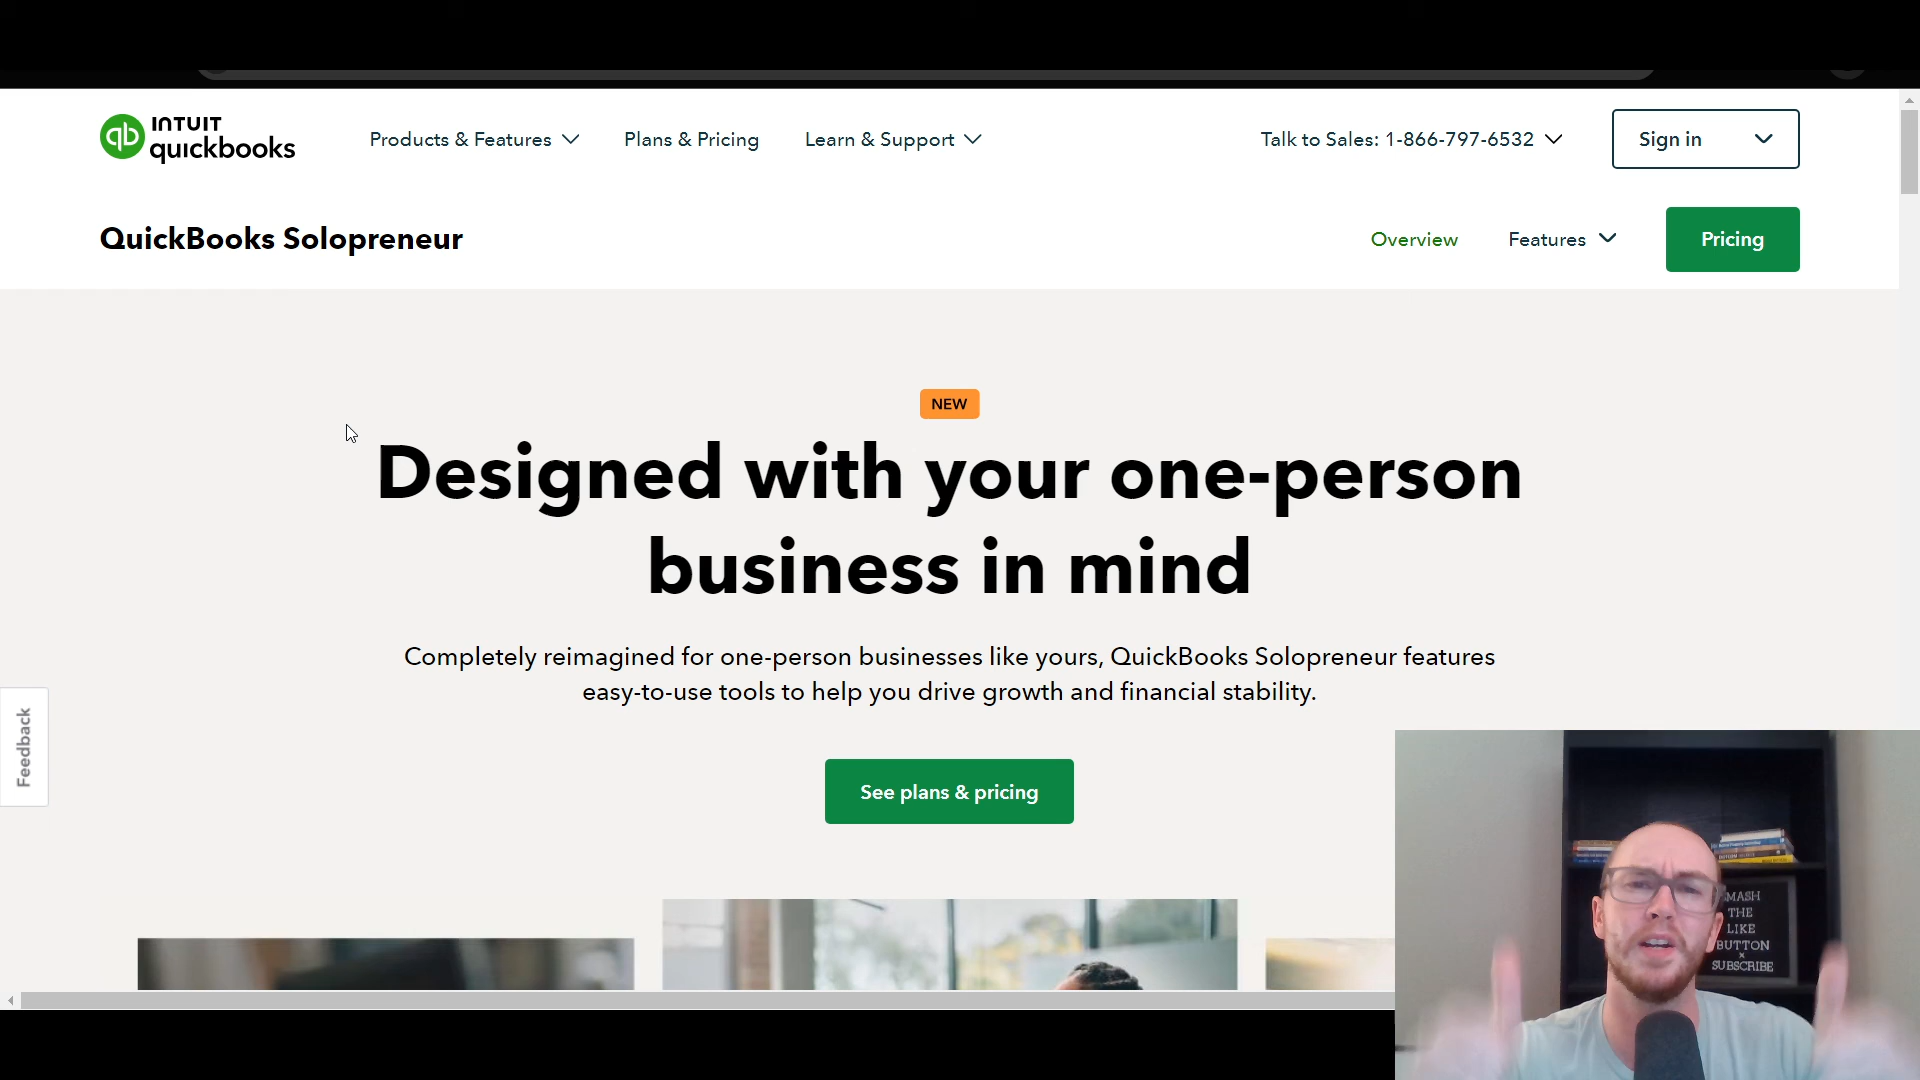 INTUIT
quickbooks
Products & Features
Plans & Pricing
Learn & Support
Talk to Sales: 1-866-797-6532
Sign in
QuickBooks Solopreneur
Overview
Features
Pricing
NEW
Designed with your one-person
business in mind
Completely reimagined for one-person businesses like yours, QuickBooks Solopreneur features
easy-to-use tools to help you drive growth and financial stability.
See plans & pricing
Feedback
MASH
THE
LIKE
BUTTON
×
SUBSCRIBE